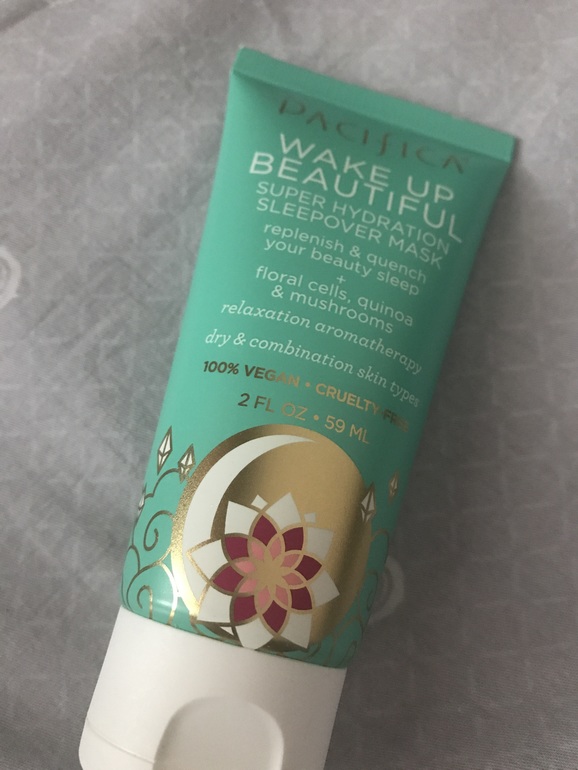 PACIFICA
WAKE UP
BEAUTIFUL
SUPER HYDRATION
SLEEPOVER MASK
replenish & quench
your beauty sleep
+
floral cells, quinoa
& mushrooms
relaxation aromatherapy
dry & combination skin types
100% VEGAN • CRUELTY FREE
2 FL OZ • 59 ML